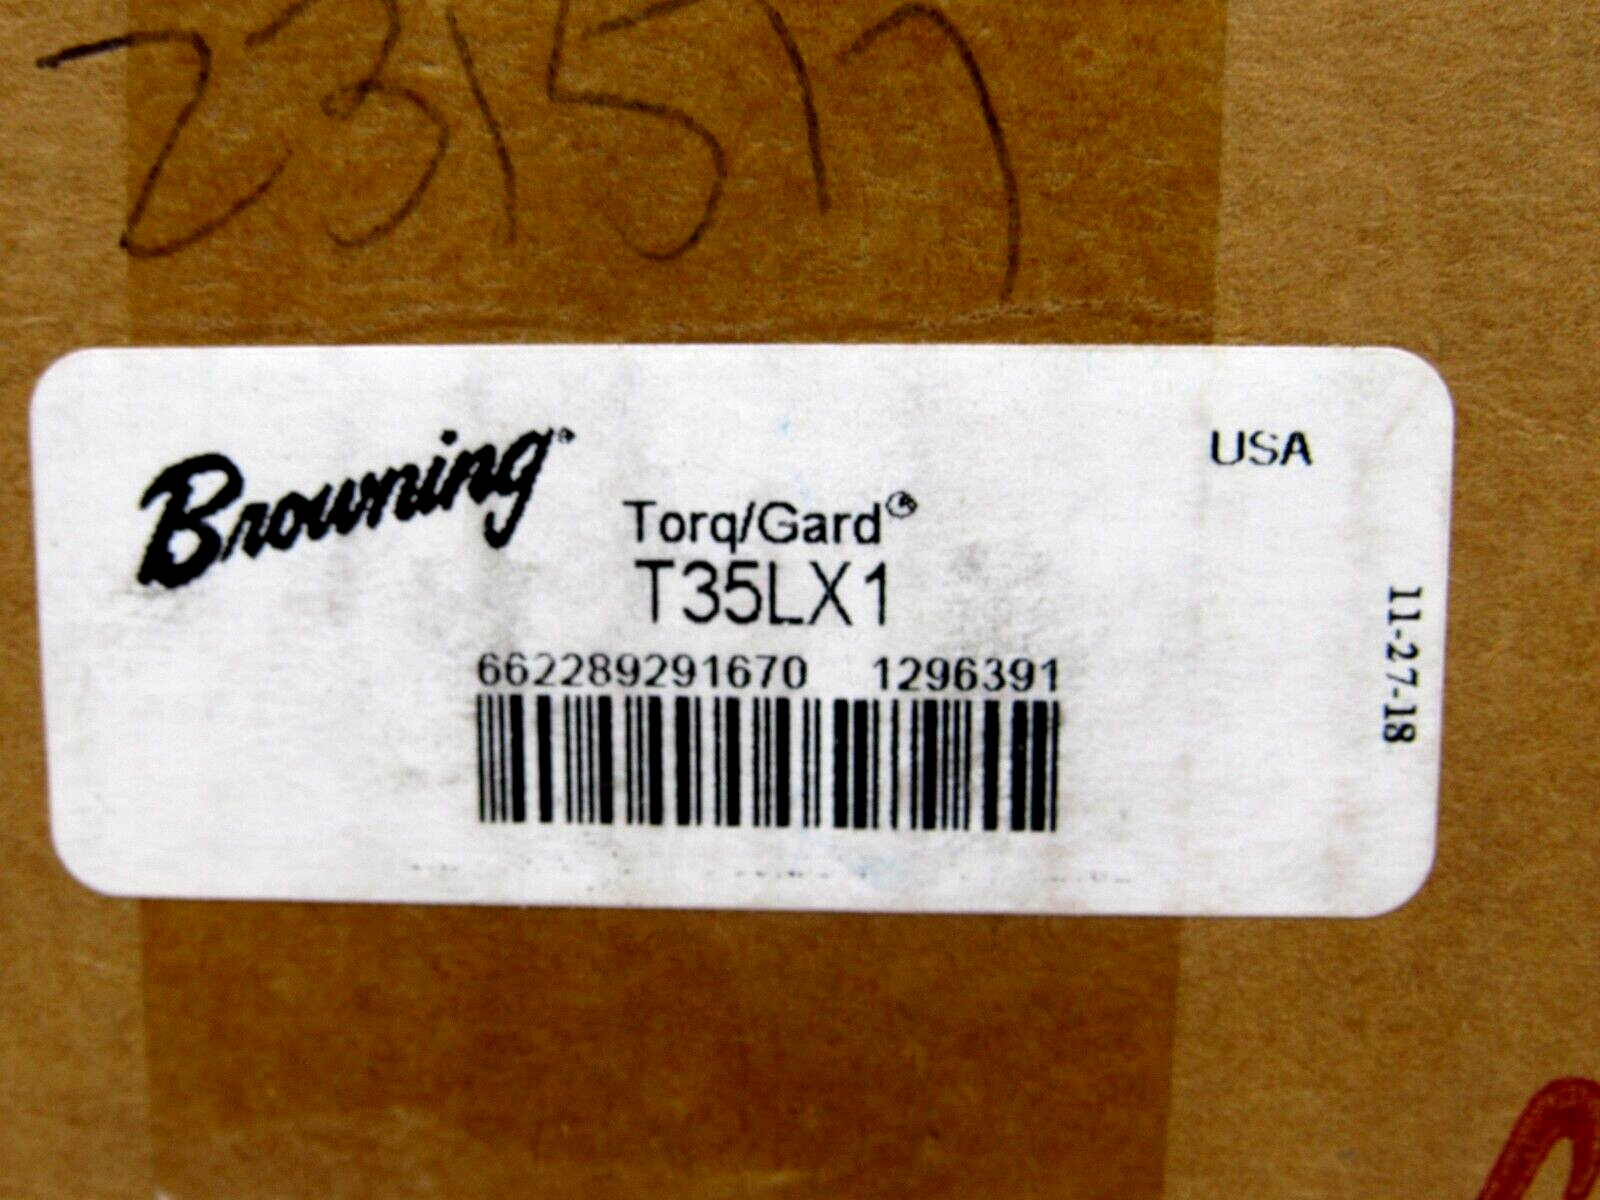 231517
Browning
USA
Torq/Gard®
T35LX1
662289291670 1296391
11-27-18